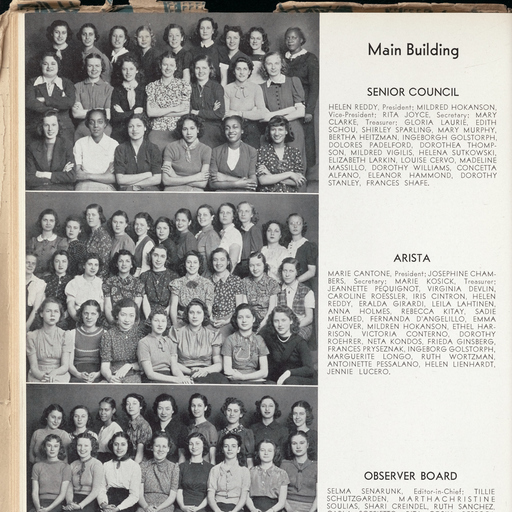 Main Building
SENIOR COUNCIL
HELEN REDDY, President; MILDRED HOKANSON,
Vice-President; RITA JOYCE, Secretary; MARY
CLARKE, Treasurer; GLORIA LAURIE, EDITH
SCHOU, SHIRLEY SPARLING, MARY MURPHY,
BERTHA HEITZMAN, INGEBORGH GOLSTORPH,
DOLORES PADELFORD, DOROTHEA THOMP-
SON, MILDRED VIGILIS, HELENA SUTKOWSKI,
ELIZABETH LARKIN, LOUISE CERVO, MADELINE
MASSILLO, DOROTHY WILLIAMS, CONCETTA
ALFANO, ELEANOR HAMMOND, DOROTHY
STANLEY, FRANCES SHAFE.
ARISTA
MARIE CANTONE, President; JOSEPHINE CHAM-
BERS, Secretary; MARIE KOSICK, Treasurer;
JEANNETTE PEQUIGNOT, VIRGINIA DEVLIN,
CAROLINE ROESSLER, IRIS CINTRON, HELEN
REDDY, ERALDA GIRARDI, LEILA LAHTINEN,
ANNA HOLMES, REBECCA KITAY, SADIE
MELEMED, FERNANDA D'ANGELILLO, EMMA
JANOVER, MILDREN HOKANSON, ETHEL HAR-
RISON, VICTORIA CONTERNO, DOROTHY
ROEHRER, NETA KONDOS, FRIEDA GINSBERG,
FRANCES PRYSEZNAK, INGEBORG GOLSTORPH,
MARGUERITE LONGO, RUTH WORTZMAN,
ANTOINETTE PESSALANO, HELEN LIENHARDT,
JENNIE LUCERO.
OBSERVER BOARD
SELMA SENARUNK, Editor-in-Chief; TILLIE
SCHUTZGARDEN, MARTHACHRISTINE
SOULIAS, SHARI CREINDEL, RUTH SANCHEZ,